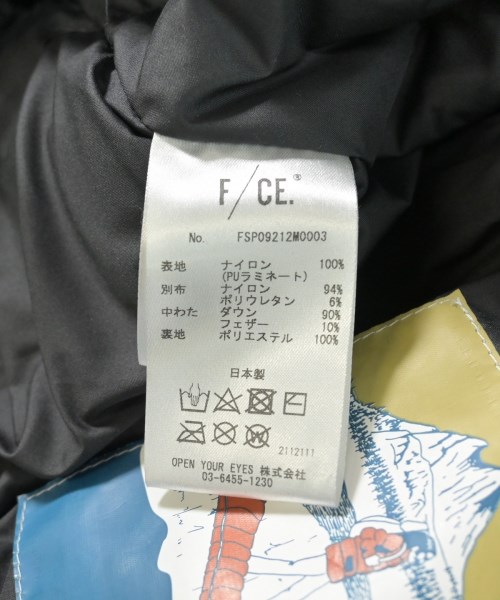 F/CE.®
No. FSP09212M0003
表地 ナイロン 100%
(PUラミネート)
別布 ナイロン 94%
ポリウレタン 6%
中わた ダウン 90%
フェザー 10%
裏地 ポリエステル 100%
日本製
2112111
OPEN YOUR EYES 株式会社
03-6455-1230